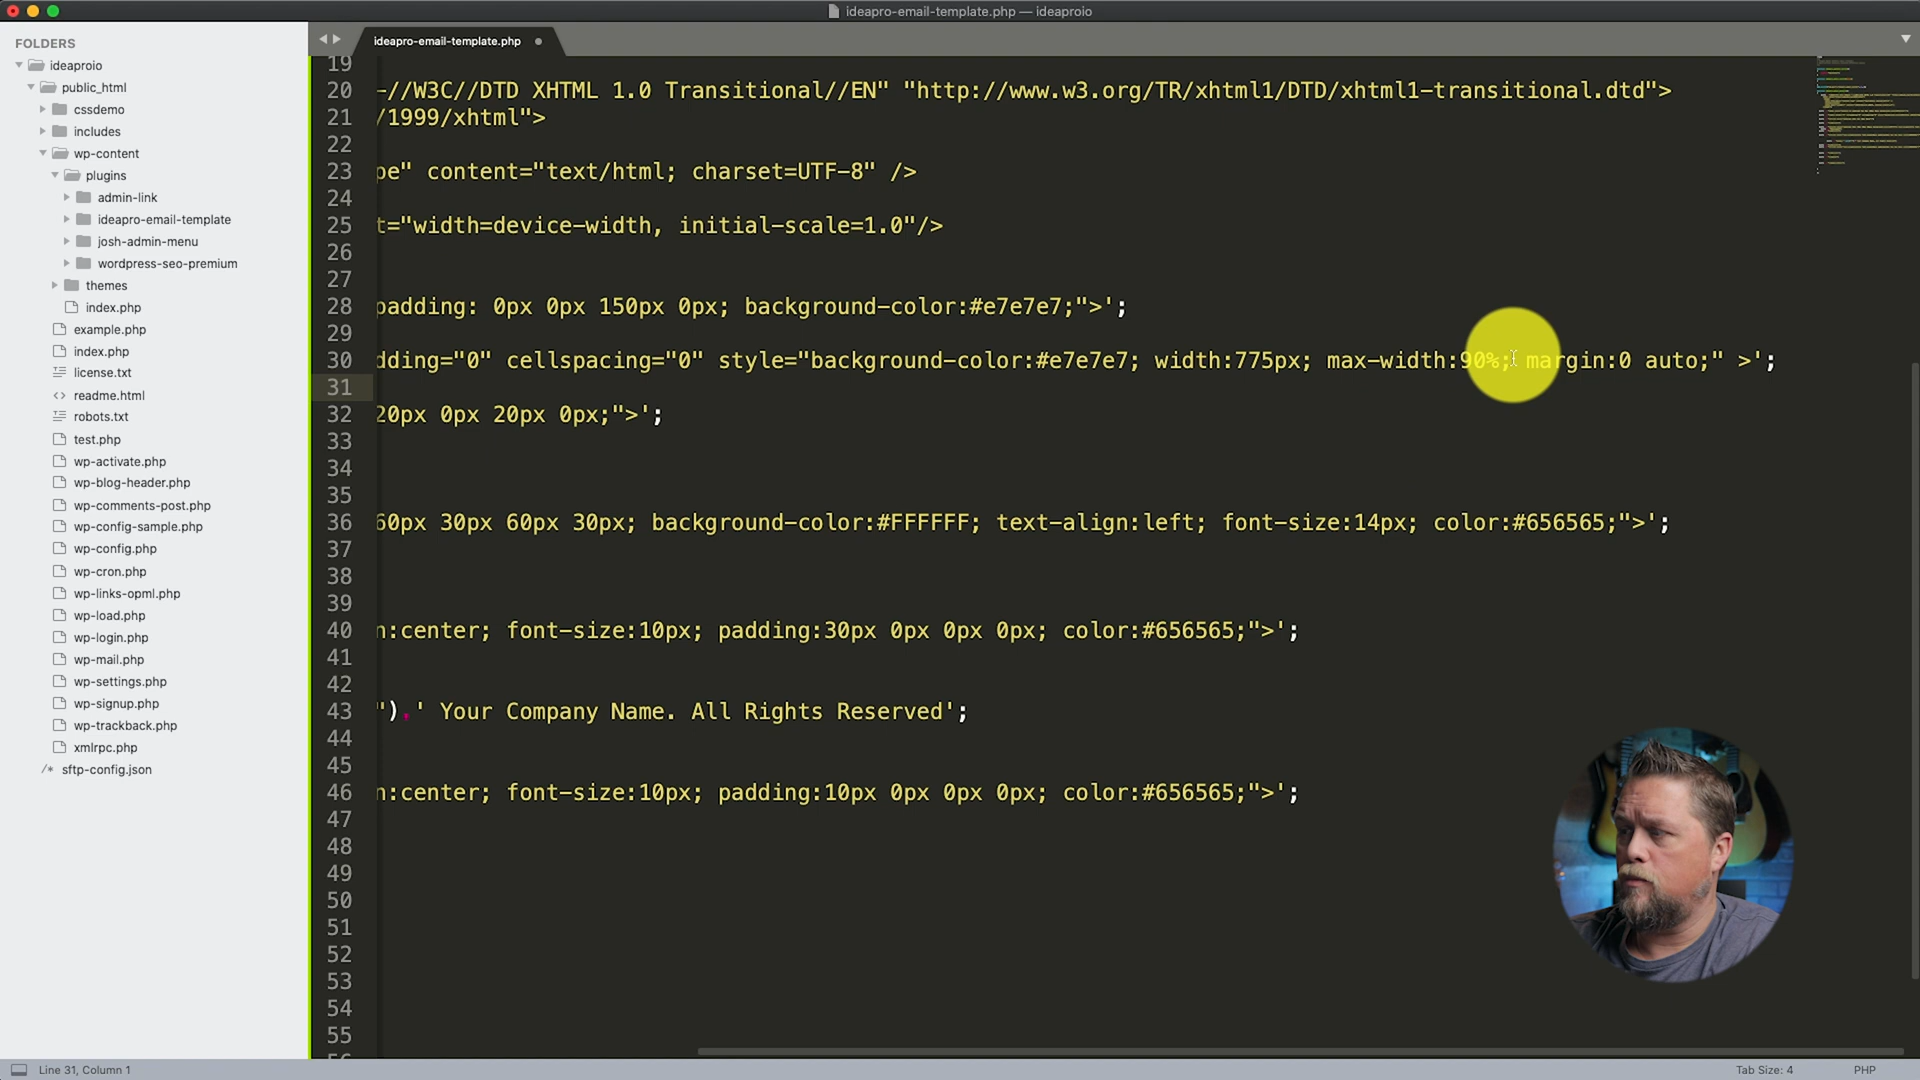 ideapro-email-template.php — ideaproio
FOLDERS
ideaproio
public_html
cssdemo
includes
wp-content
plugins
admin-link
ideapro-email-template
josh-admin-menu
wordpress-seo-premium
themes
index.php
example.php
index.php
license.txt
<> readme.html
robots.txt
test.php
wp-activate.php
wp-blog-header.php
wp-comments-post.php
wp-config-sample.php
wp-config.php
wp-cron.php
wp-links-opml.php
wp-load.php
wp-login.php
wp-mail.php
wp-settings.php
wp-signup.php
wp-trackback.php
xmlrpc.php
/* sftp-config.json
ideapro-email-template.php
19
20 -//W3C//DTD XHTML 1.0 Transitional//EN" "http://www.w3.org/TR/xhtml1/DTD/xhtml1-transitional.dtd">
21 /1999/xhtml">
22
23 pe" content="text/html; charset=UTF-8" />
24
25 t="width=device-width, initial-scale=1.0"/>
26
27
28 padding: 0px 0px 150px 0px; background-color:#e7e7e7;">';
29
30 dding="0" cellspacing="0" style="background-color:#e7e7e7; width:775px; max-width:90%; margin:0 auto;" >';
31
32 20px 0px 20px 0px;">';
33
34
35
36 60px 30px 60px 30px; background-color:#FFFFFF; text-align:left; font-size:14px; color:#656565;">';
37
38
39
40 n:center; font-size:10px; padding:30px 0px 0px 0px; color:#656565;">';
41
42
43 ").' Your Company Name. All Rights Reserved';
44
45
46 n:center; font-size:10px; padding:10px 0px 0px 0px; color:#656565;">';
47
48
49
50
51
52
53
54
55
Line 31, Column 1
Tab Size: 4
PHP